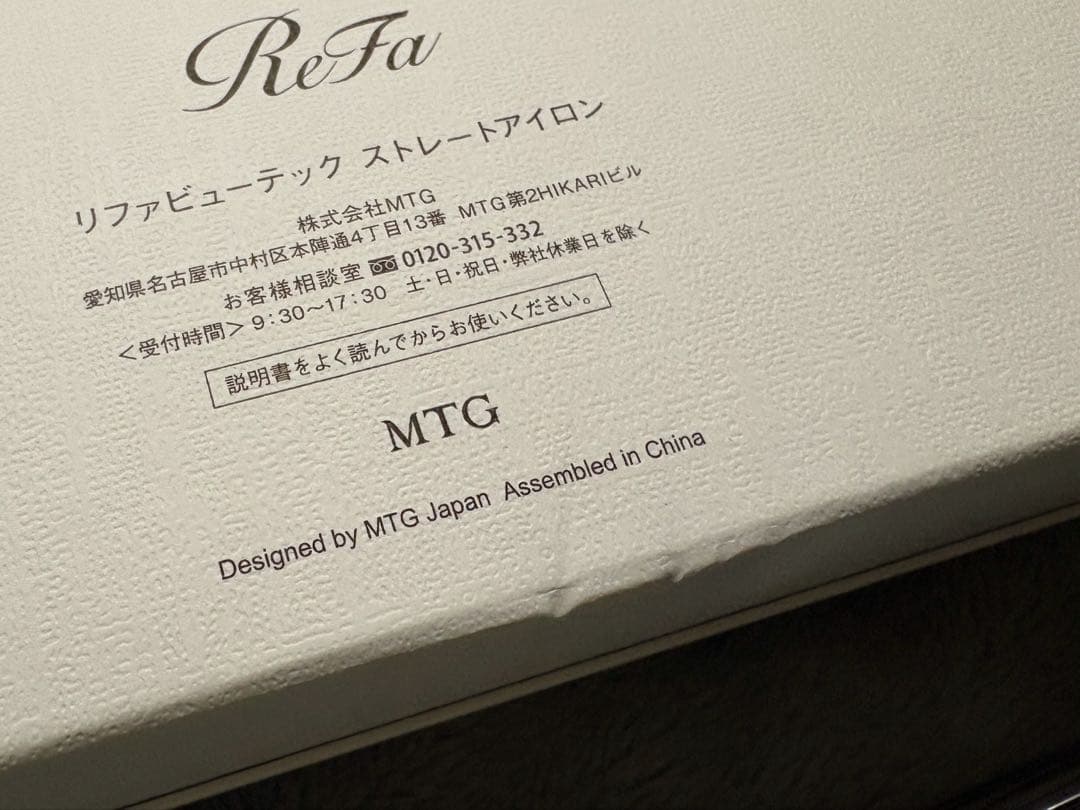 ReFa
リファビューテック ストレートアイロン
株式会社MTG
愛知県名古屋市中村区本陣通4丁目13番 MTG第2HIKARIビル
お客様相談室 0120-315-332
＜受付時間＞9:30〜17:30 土・日・祝日・弊社休業日を除く
説明書をよく読んでからお使いください。
MTG
Designed by MTG Japan Assembled in China